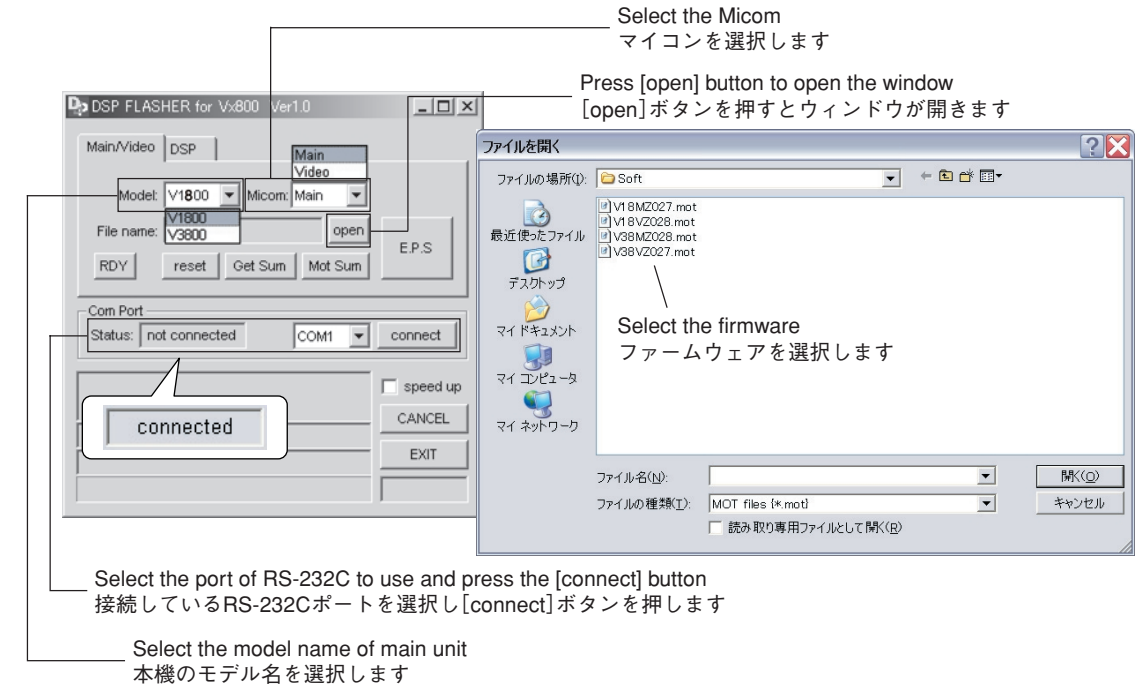 Select the Micom
マイコンを選択します
Press [open] button to open the window
[open]ボタンを押すとウィンドウが開きます
DSP FLASHER for Vx800 Ver1.0
Main/Video
DSP
Main
Video
Model:
V1800
Micom:
Main
V1800
V3800
File name:
open
E.P.S
RDY
reset
Get Sum
Mot Sum
Com Port
Status:
not connected
COM1
connect
connected
speed up
CANCEL
EXIT
ファイルを開く
ファイルの場所(I):
Soft
最近使ったファイル
デスクトップ
マイ ドキュメント
マイ コンピュータ
マイ ネットワーク
V18MZ027.mot
V18VZ028.mot
V38MZ028.mot
V38VZ027.mot
Select the firmware
ファームウェアを選択します
ファイル名(N):
開く(O)
ファイルの種類(T):
MOT files {*.mot}
キャンセル
読み取り専用ファイルとして開く(R)
Select the port of RS-232C to use and press the [connect] button
接続しているRS-232Cポートを選択し[connect]ボタンを押します
Select the model name of main unit
本機のモデル名を選択します